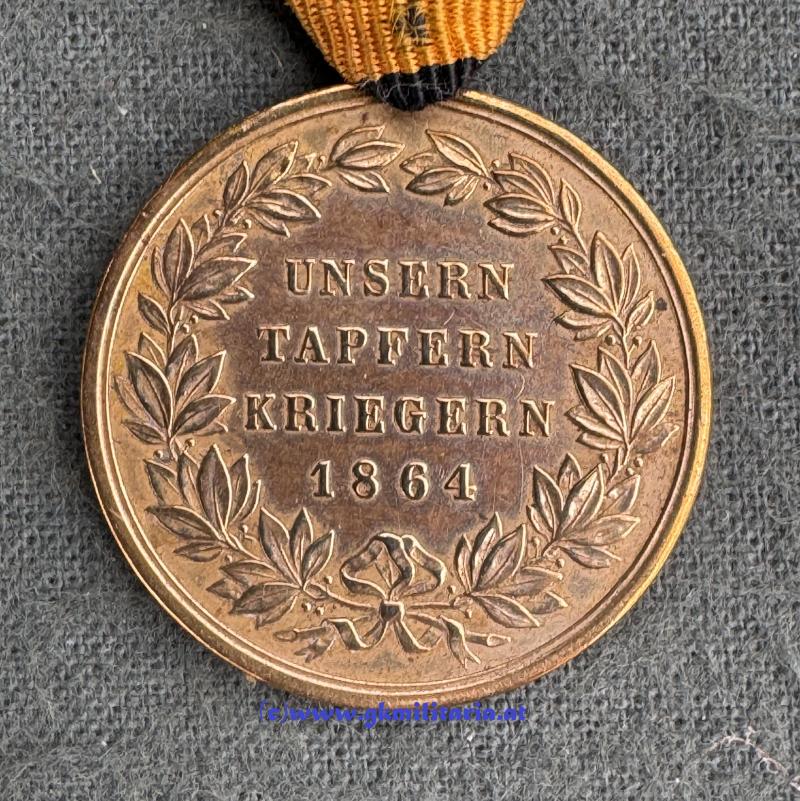 UNSERN
TAPFERN
KRIEGERN
1864
(c)www.gkmilitaria.at